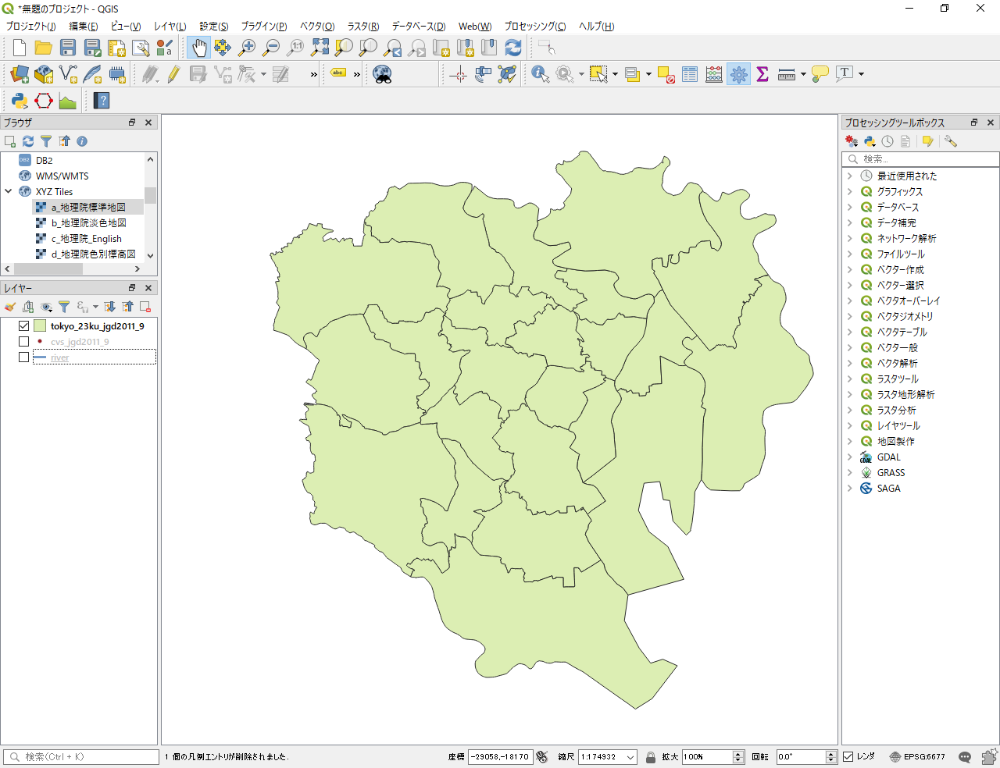 *無題のプロジェクト - QGIS
プロジェクト(J) 編集(E) ビュー(V) レイヤ(L) 設定(S) プラグイン(P) ベクタ(O) ラスタ(R) データベース(D) Web(W) プロセッシング(C) ヘルプ(H)
1:1
a
abc
T
?
ブラウザ
DB2
DB2
WMS/WMTS
XYZ Tiles
a_地理院標準地図
b_地理院淡色地図
c_地理院_English
d_地理院色別標高図
レイヤー
tokyo_23ku_jgd2011_9
cvs_jgd2011_9
river
プロセッシングツールボックス
検索...
最近使用された
グラフィックス
データベース
データ補完
ネットワーク解析
ファイルツール
ベクター作成
ベクター選択
ベクタオーバーレイ
ベクタジオメトリ
ベクタテーブル
ベクター般
ベクタ解析
ラスタツール
ラスタ地形解析
ラスタ分析
レイヤツール
地図製作
GDAL
GDAL
GRASS
SAGA
検索(Ctrl + K)
1 個の凡例エントリが削除されました.
座標 -29058,-18170 縮尺 1:174932 拡大 100% 回転 0.0° レンダ EPSG:6677